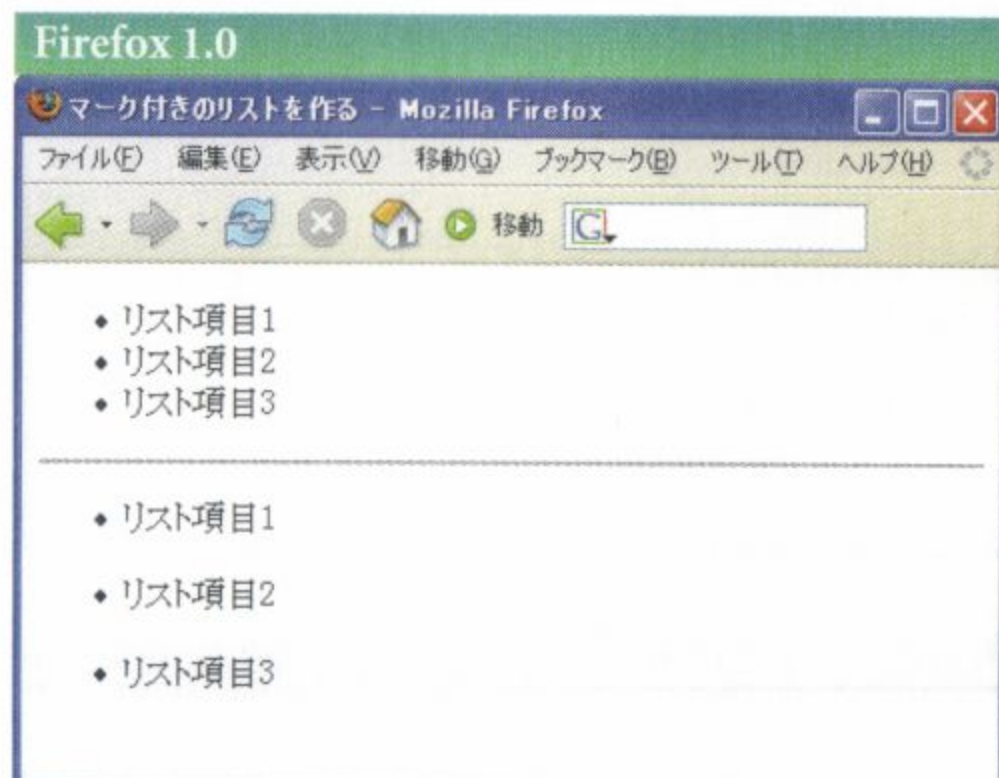 Firefox 1.0
マーク付きのリストを作る - Mozilla Firefox
ファイル(F) 編集(E) 表示(V) 移動(G) ブックマーク(B) ツール(T) ヘルプ(H)
移動 G
• リスト項目1
• リスト項目2
• リスト項目3
• リスト項目1
• リスト項目2
• リスト項目3